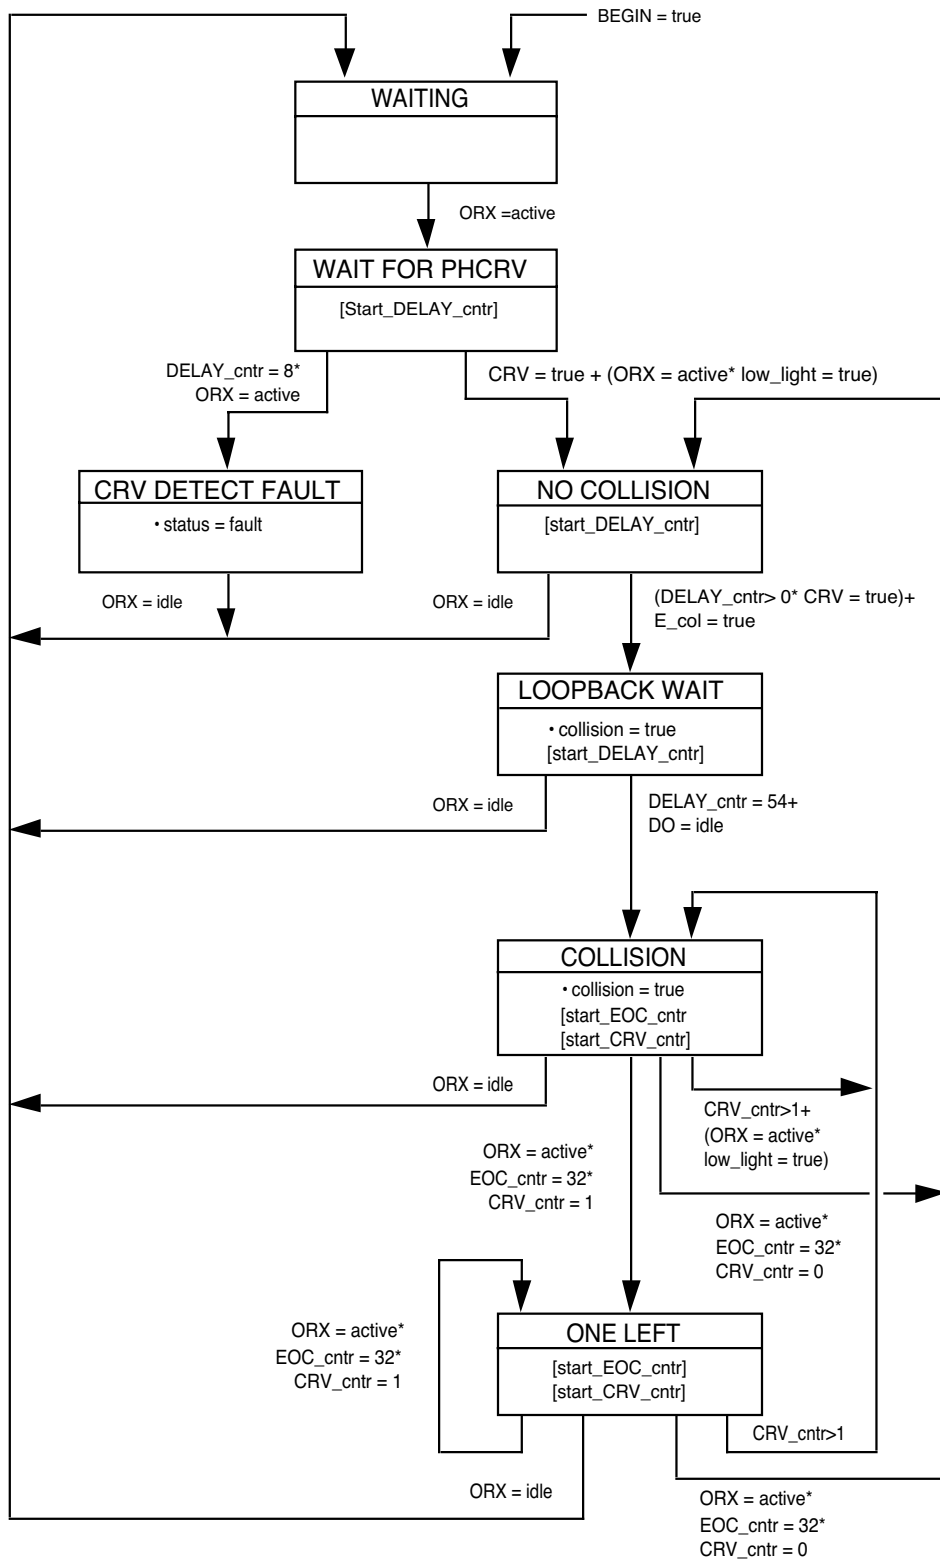 BEGIN = true
WAITING
ORX =active
WAIT FOR PHCRV
[Start_DELAY_cntr]
DELAY_cntr = 8*
ORX = active
CRV = true + (ORX = active* low_light = true)
CRV DETECT FAULT
• status = fault
NO COLLISION
[start_DELAY_cntr]
ORX = idle
ORX = idle
(DELAY_cntr> 0* CRV = true)+
E_col = true
LOOPBACK WAIT
• collision = true
[start_DELAY_cntr]
ORX = idle
DELAY_cntr = 54+
DO = idle
COLLISION
• collision = true
[start_EOC_cntr
[start_CRV_cntr]
ORX = idle
CRV_cntr>1+
(ORX = active*
low_light = true)
ORX = active*
EOC_cntr = 32*
CRV_cntr = 1
ORX = active*
EOC_cntr = 32*
CRV_cntr = 0
ORX = active*
EOC_cntr = 32*
CRV_cntr = 1
ONE LEFT
[start_EOC_cntr]
[start_CRV_cntr]
CRV_cntr>1
ORX = idle
ORX = active*
EOC_cntr = 32*
CRV_cntr = 0